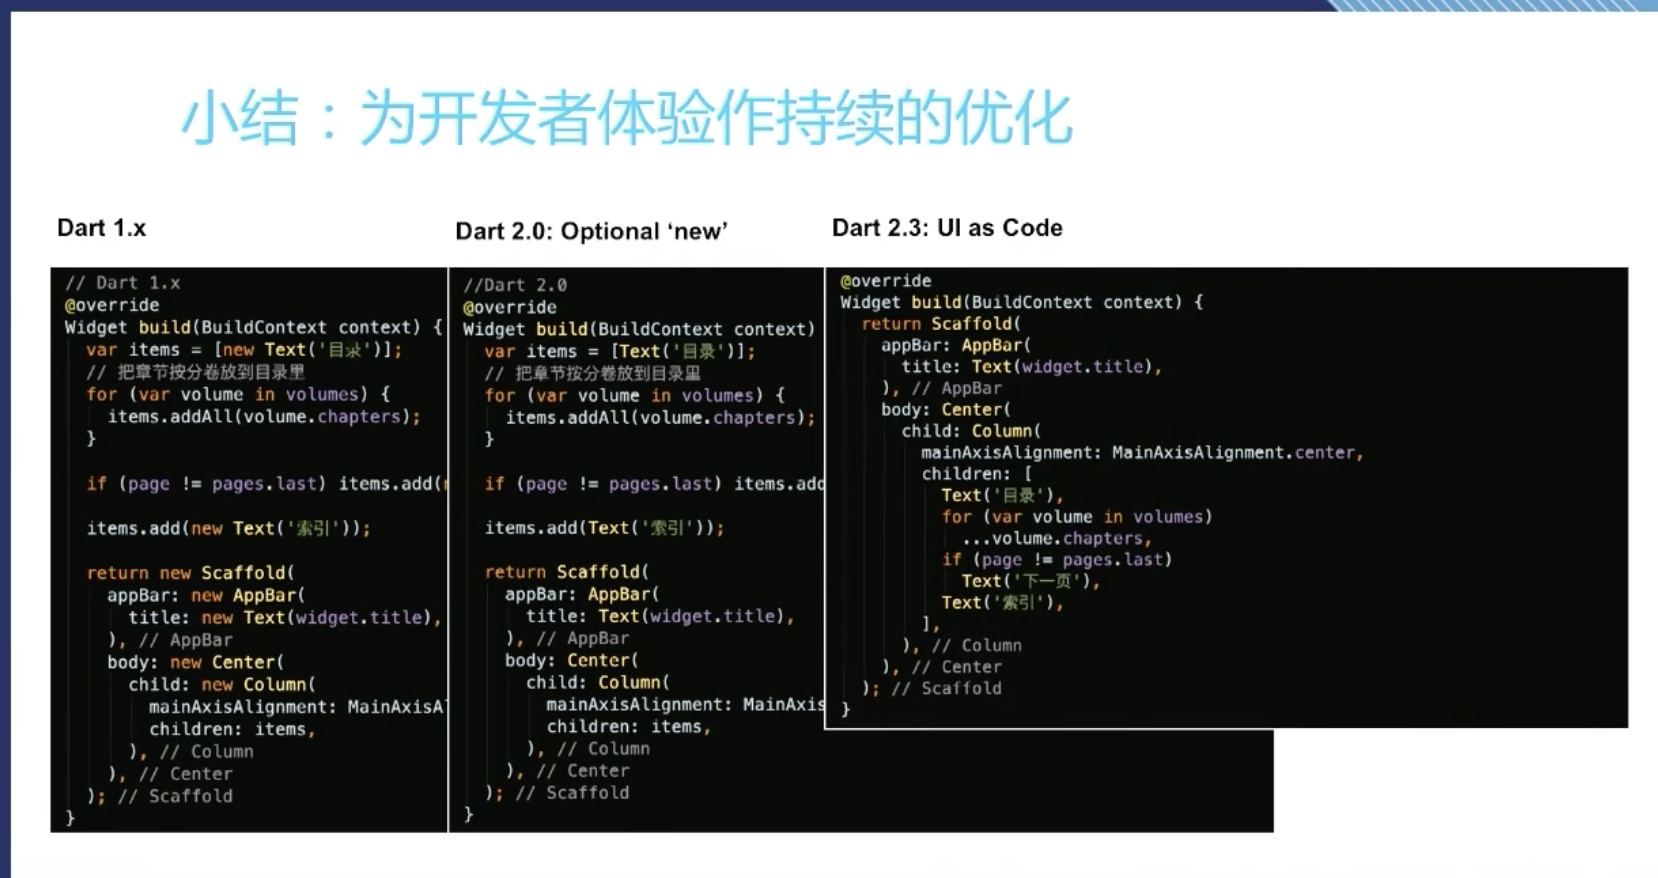 小结：为开发者体验作持续的优化
Dart 1.x
// Dart 1.x
@override
Widget build(BuildContext context) {
var items = [new Text('目录')];
// 把章节按分卷放到目录里
for (var volume in volumes) {
items.addAll(volume.chapters);
}
if (page != pages.last) items.add(
items.add(new Text('索引'));
return new Scaffold(
appBar: new AppBar(
title: new Text(widget.title),
), // AppBar
body: new Center(
child: new Column(
mainAxisAlignment: MainAxisA
children: items,
), // Column
), // Center
); // Scaffold
}
Dart 2.0: Optional ‘new’
//Dart 2.0
@override
Widget build(BuildContext context)
var items = [Text('目录')];
// 把章节按分卷放到目录里
for (var volume in volumes) {
items.addAll(volume.chapters);
}
if (page != pages.last) items.add
items.add(Text('索引'));
return Scaffold(
appBar: AppBar(
title: Text(widget.title),
), // AppBar
body: Center(
child: Column(
mainAxisAlignment: MainAxis
children: items,
), // Column
), // Center
); // Scaffold
}
Dart 2.3: UI as Code
@override
Widget build(BuildContext context) {
return Scaffold(
appBar: AppBar(
title: Text(widget.title),
), // AppBar
body: Center(
child: Column(
mainAxisAlignment: MainAxisAlignment.center,
children: [
Text('目录'),
for (var volume in volumes)
...volume.chapters,
if (page != pages.last)
Text('下一页'),
Text('索引'),
],
), // Column
), // Center
); // Scaffold
}